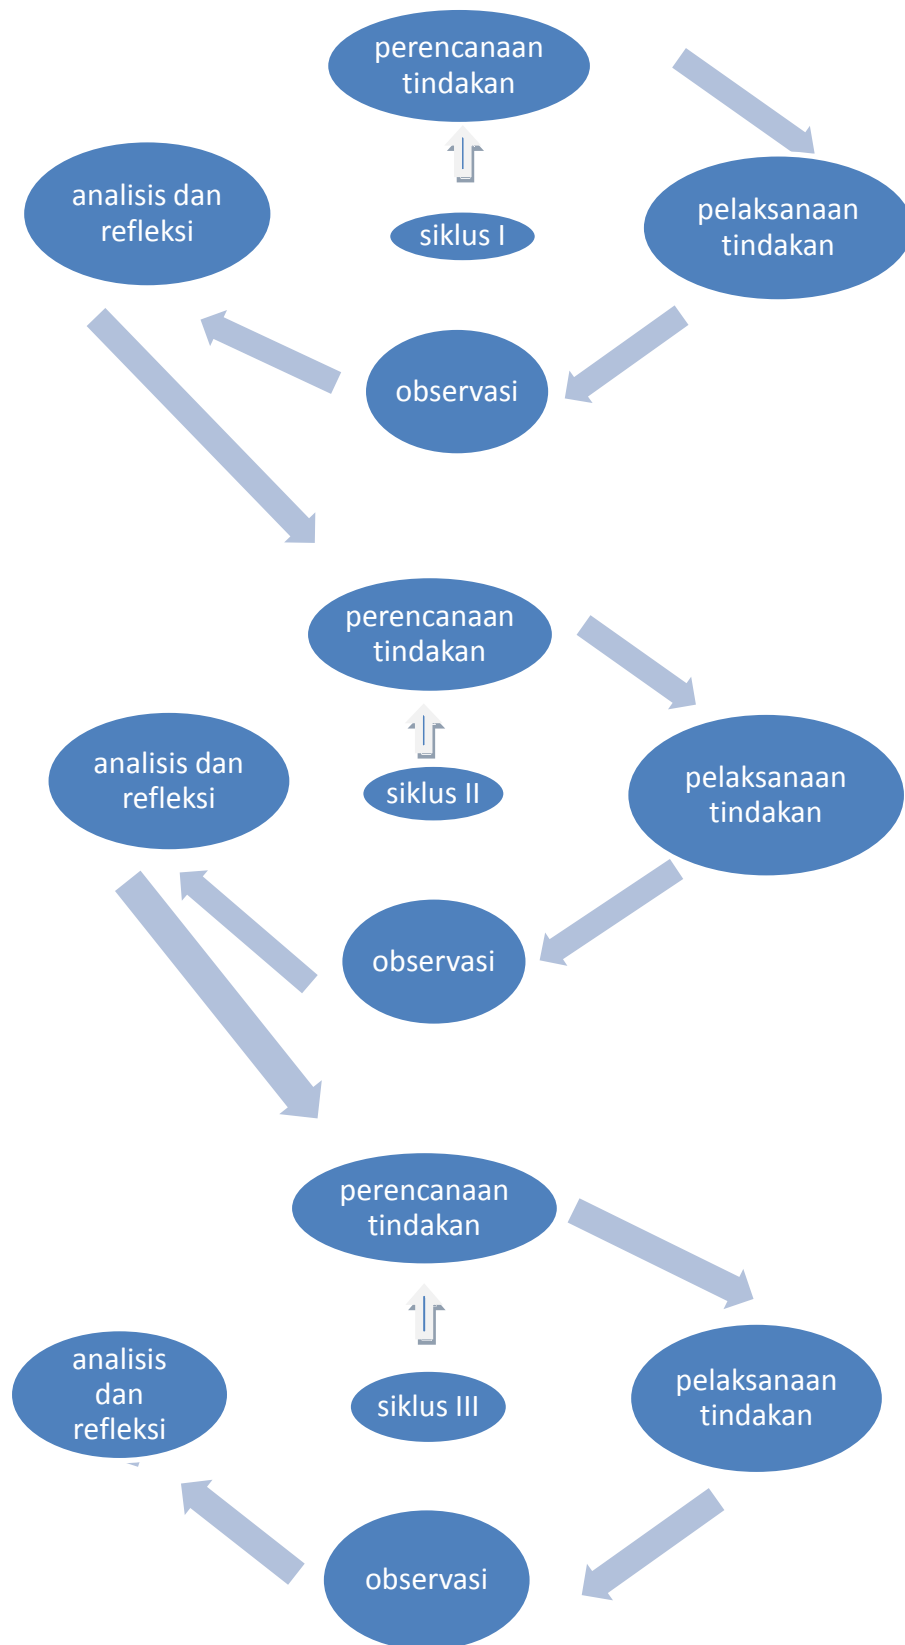 perencanaan
tindakan
analisis dan
refleksi
siklus I
pelaksanaan
tindakan
observasi
perencanaan
tindakan
analisis dan
refleksi
siklus II
pelaksanaan
tindakan
observasi
perencanaan
tindakan
analisis
dan
refleksi
siklus III
pelaksanaan
tindakan
observasi